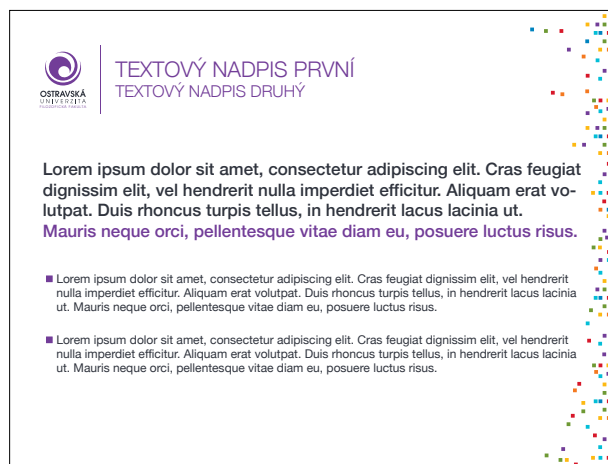 OSTRAVSKÁ
UNIVERZITA
FILOZOFICKÁ FAKULTA
TEXTOVÝ NADPIS PRVNÍ
TEXTOVÝ NADPIS DRUHÝ
Lorem ipsum dolor sit amet, consectetur adipiscing elit. Cras feugiat
dignissim elit, vel hendrerit nulla imperdiet efficitur. Aliquam erat vo-
lutpat. Duis rhoncus turpis tellus, in hendrerit lacus lacinia ut.
Mauris neque orci, pellentesque vitae diam eu, posuere luctus risus.
Lorem ipsum dolor sit amet, consectetur adipiscing elit. Cras feugiat dignissim elit, vel hendrerit
nulla imperdiet efficitur. Aliquam erat volutpat. Duis rhoncus turpis tellus, in hendrerit lacus lacinia
ut. Mauris neque orci, pellentesque vitae diam eu, posuere luctus risus.
Lorem ipsum dolor sit amet, consectetur adipiscing elit. Cras feugiat dignissim elit, vel hendrerit
nulla imperdiet efficitur. Aliquam erat volutpat. Duis rhoncus turpis tellus, in hendrerit lacus lacinia
ut. Mauris neque orci, pellentesque vitae diam eu, posuere luctus risus.